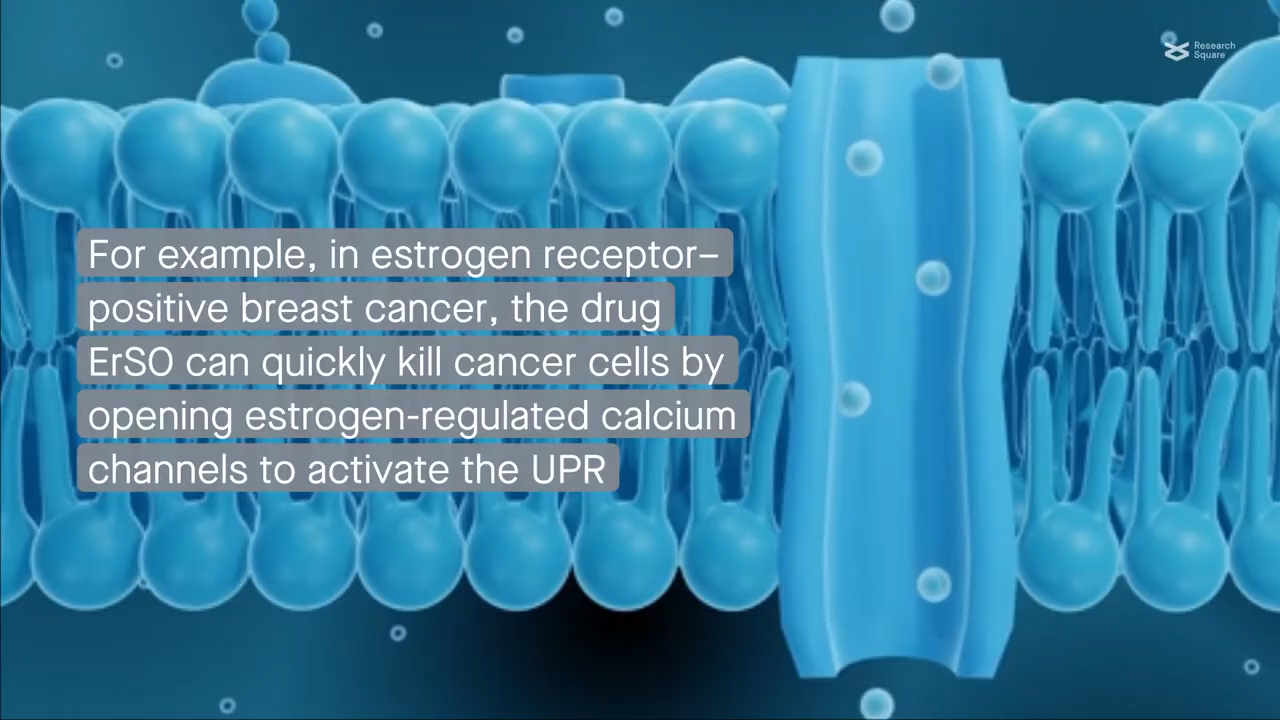 Research
Square
For example, in estrogen receptor–
positive breast cancer, the drug
ErSO can quickly kill cancer cells by
opening estrogen-regulated calcium
channels to activate the UPR